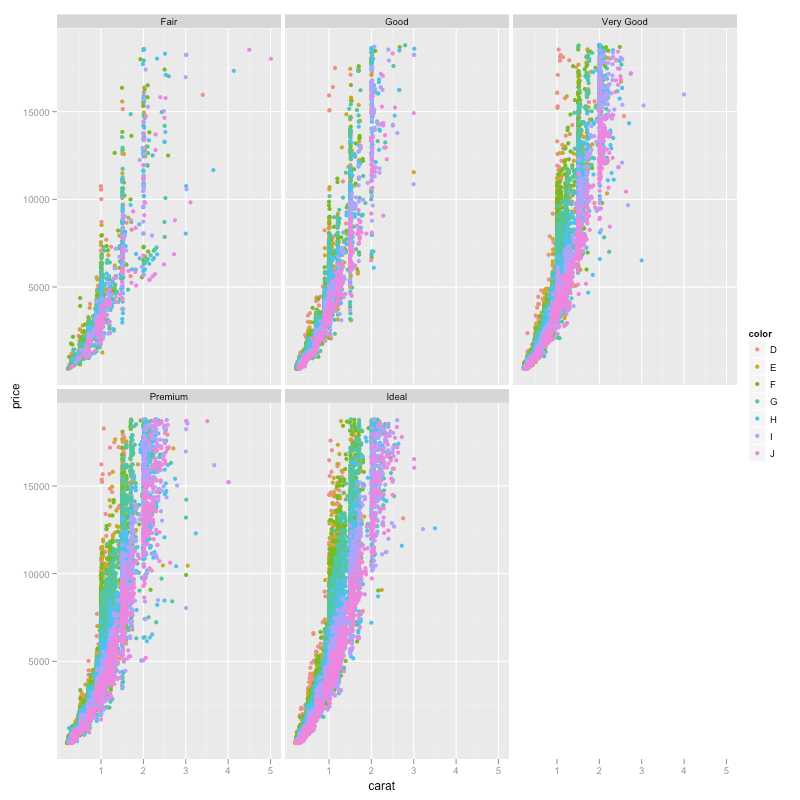 Fair
Good
Very Good
15000
10000
5000
price
color
D
E
F
G
H
I
J
Premium
Ideal
15000
10000
5000
1 2 3 4 5
1 2 3 4 5
1 2 3 4 5
carat